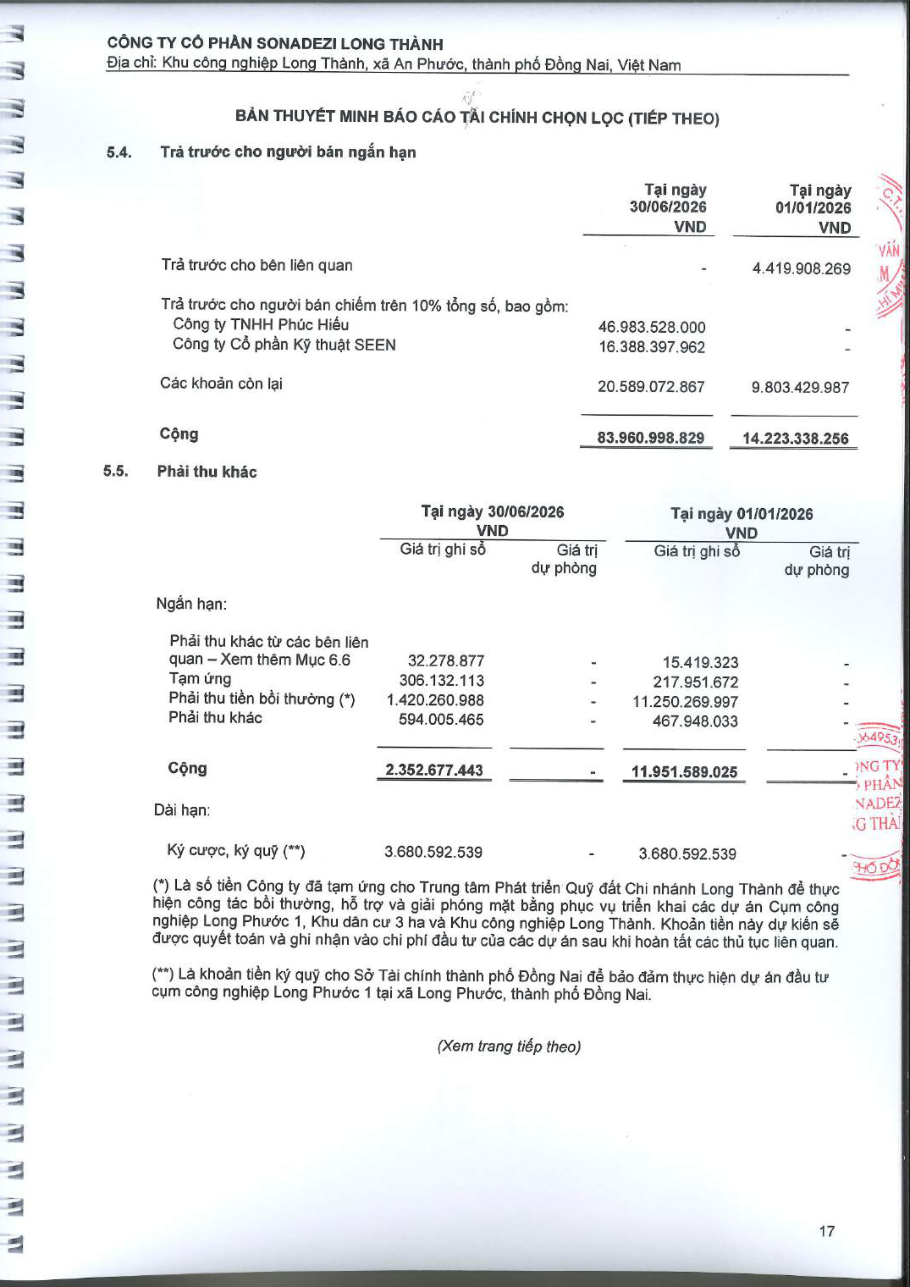 CÔNG TY CỔ PHẦN SONADEZI LONG THÀNH
Địa chỉ: Khu công nghiệp Long Thành, xã An Phước, thành phố Đồng Nai, Việt Nam
BẢN THUYẾT MINH BÁO CÁO TÀI CHÍNH CHỌN LỌC (TIẾP THEO)
5.4. Trả trước cho người bán ngắn hạn
Tại ngày Tại ngày
30/06/2026 01/01/2026
VND VND
Trả trước cho bên liên quan - 4.419.908.269
Trả trước cho người bán chiếm trên 10% tổng số, bao gồm:
Công ty TNHH Phúc Hiếu 46.983.528.000 -
Công ty Cổ phần Kỹ thuật SEEN 16.388.397.962 -
Các khoản còn lại 20.589.072.867 9.803.429.987
Cộng 83.960.998.829 14.223.338.256
5.5. Phải thu khác
Tại ngày 30/06/2026 Tại ngày 01/01/2026
VND VND
Giá trị ghi sổ Giá trị Giá trị ghi sổ Giá trị
dự phòng dự phòng
Ngắn hạn:
Phải thu khác từ các bên liên
quan – Xem thêm Mục 6.6 32.278.877 - 15.419.323 -
Tạm ứng 306.132.113 - 217.951.672 -
Phải thu tiền bồi thường (*) 1.420.260.988 - 11.250.269.997 -
Phải thu khác 594.005.465 - 467.948.033 -
Cộng 2.352.677.443 - 11.951.589.025 -
Dài hạn:
Ký cược, ký quỹ (**) 3.680.592.539 - 3.680.592.539 -
(*) Là số tiền Công ty đã tạm ứng cho Trung tâm Phát triển Quỹ đất Chi nhánh Long Thành để thực
hiện công tác bồi thường, hỗ trợ và giải phóng mặt bằng phục vụ triển khai các dự án Cụm công
nghiệp Long Phước 1, Khu dân cư 3 ha và Khu công nghiệp Long Thành. Khoản tiền này dự kiến sẽ
được quyết toán và ghi nhận vào chi phí đầu tư của các dự án sau khi hoàn tất các thủ tục liên quan.
(**) Là khoản tiền ký quỹ cho Sở Tài chính thành phố Đồng Nai để bảo đảm thực hiện dự án đầu tư
cụm công nghiệp Long Phước 1 tại xã Long Phước, thành phố Đồng Nai.
(Xem trang tiếp theo)
17